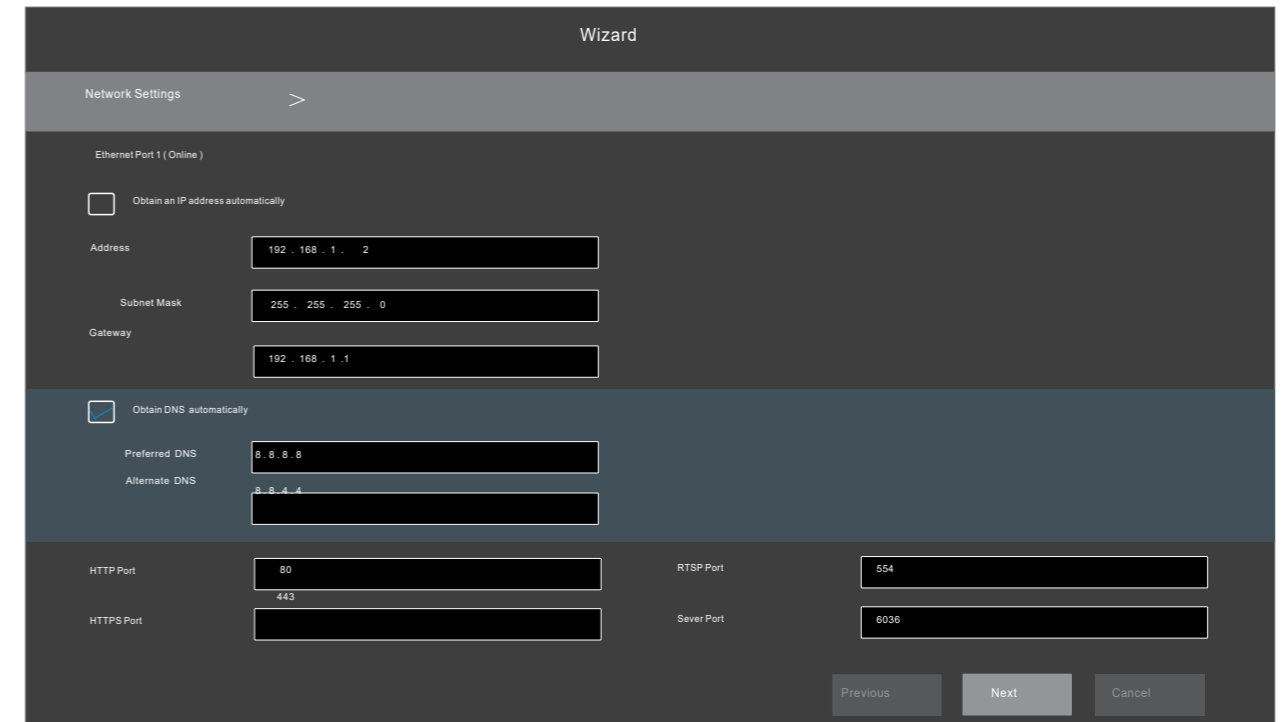 Wizard
Network Settings >
Ethernet Port 1 ( Online )
Obtain an IP address automatically
Address 192 . 168 . 1 . 2
Subnet Mask 255 . 255 . 255 . 0
Gateway
192 . 168 . 1 .1
Obtain DNS automatically
Preferred DNS 8 . 8 . 8 . 8
Alternate DNS
8 . 8 . 4 . 4
HTTP Port 80 RTSP Port 554
443
HTTPS Port Sever Port 6036
Previous Next Cancel